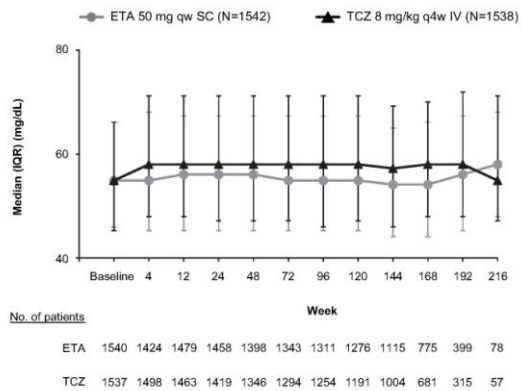 ETA 50 mg qw SC (N=1542) TCZ 8 mg/kg q4w IV (N=1538)
80
60
40
Median (IQR) (mg/dL)
Baseline 4 12 24 48 72 96 120 144 168 192 216
Week
No. of patients
ETA 1540 1424 1479 1458 1398 1343 1311 1276 1115 775 399 78
TCZ 1537 1498 1463 1419 1346 1294 1254 1191 1004 681 315 57